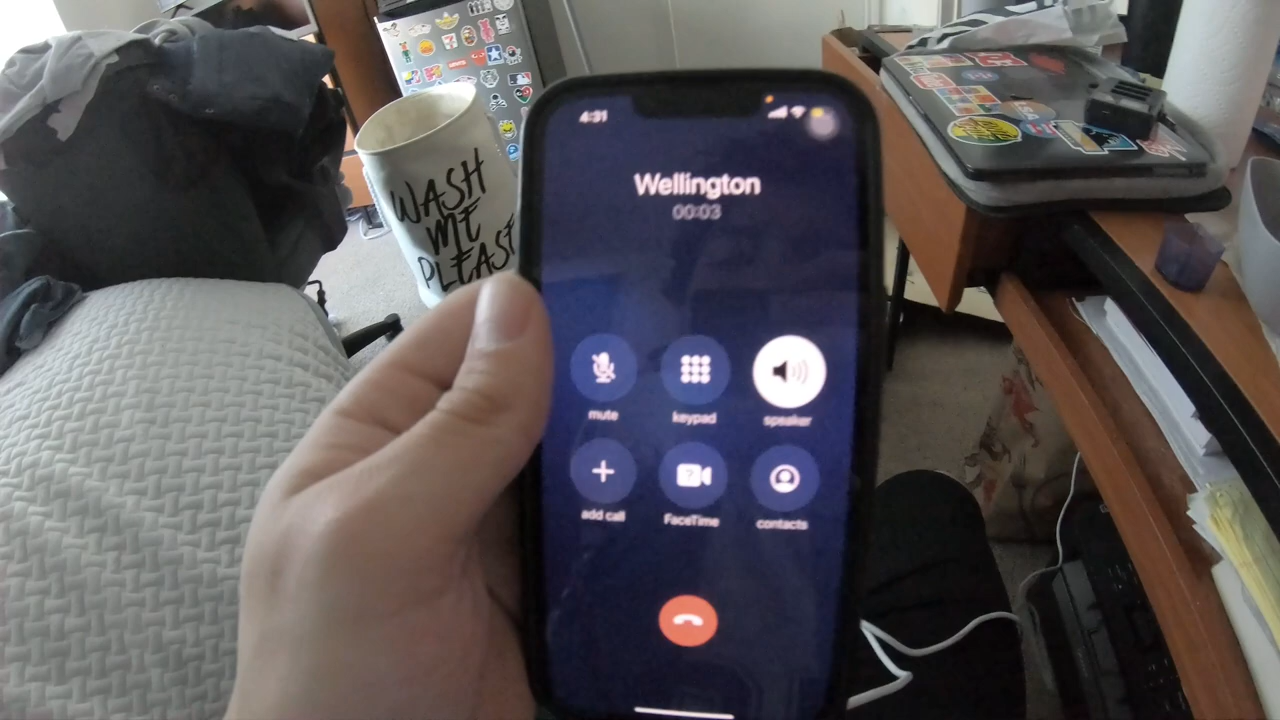 4:31
Wellington
00:03
mute
keypad
speaker
add call
FaceTime
contacts
WASH
ME
PLEASE